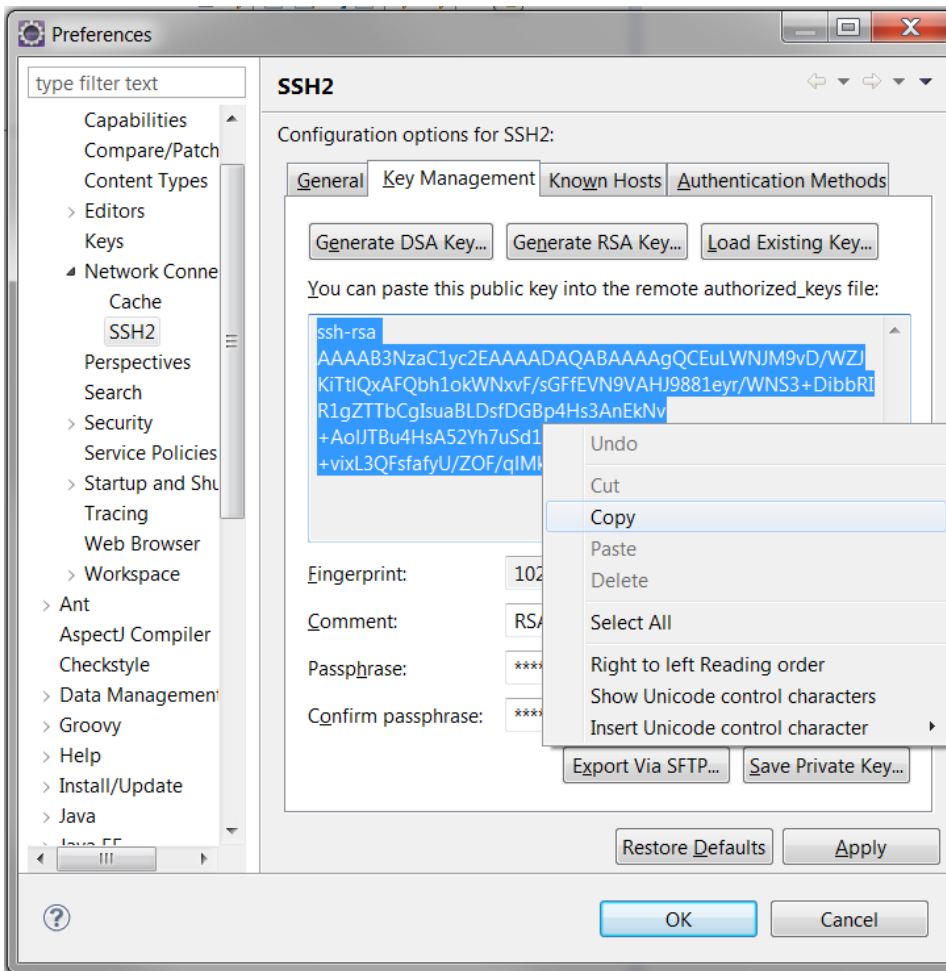 Preferences
type filter text
Capabilities
Compare/Patch
Content Types
Editors
Keys
Network Conne
Cache
SSH2
Perspectives
Search
Security
Service Policies
Startup and Shu
Tracing
Web Browser
Workspace
Ant
AspectJ Compiler
Checkstyle
Data Management
Groovy
Help
Install/Update
Java
Java EE
SSH2
Configuration options for SSH2:
General Key Management Known Hosts Authentication Methods
Generate DSA Key... Generate RSA Key... Load Existing Key...
You can paste this public key into the remote authorized_keys file:
ssh-rsa
AAAAB3NzaC1yc2EAAAADAQABAAAAgQCEuLWNJM9vD/WZJ
KiTtlQxAFQbh1okWNxvF/sGFfEVN9VAHJ9881eyr/WNS3+DibbRI
R1gZTTbCgIsuaBLDsfDGBp4Hs3AnEkNv
+AolJTBu4HsA52Yh7uSd1
+vixL3QFsfafyU/ZOF/qIMk
Undo
Cut
Copy
Paste
Delete
Select All
Right to left Reading order
Show Unicode control characters
Insert Unicode control character
Fingerprint: 102
Comment: RSA
Passphrase: ****
Confirm passphrase: ****
Export Via SFTP... Save Private Key...
Restore Defaults Apply
OK Cancel